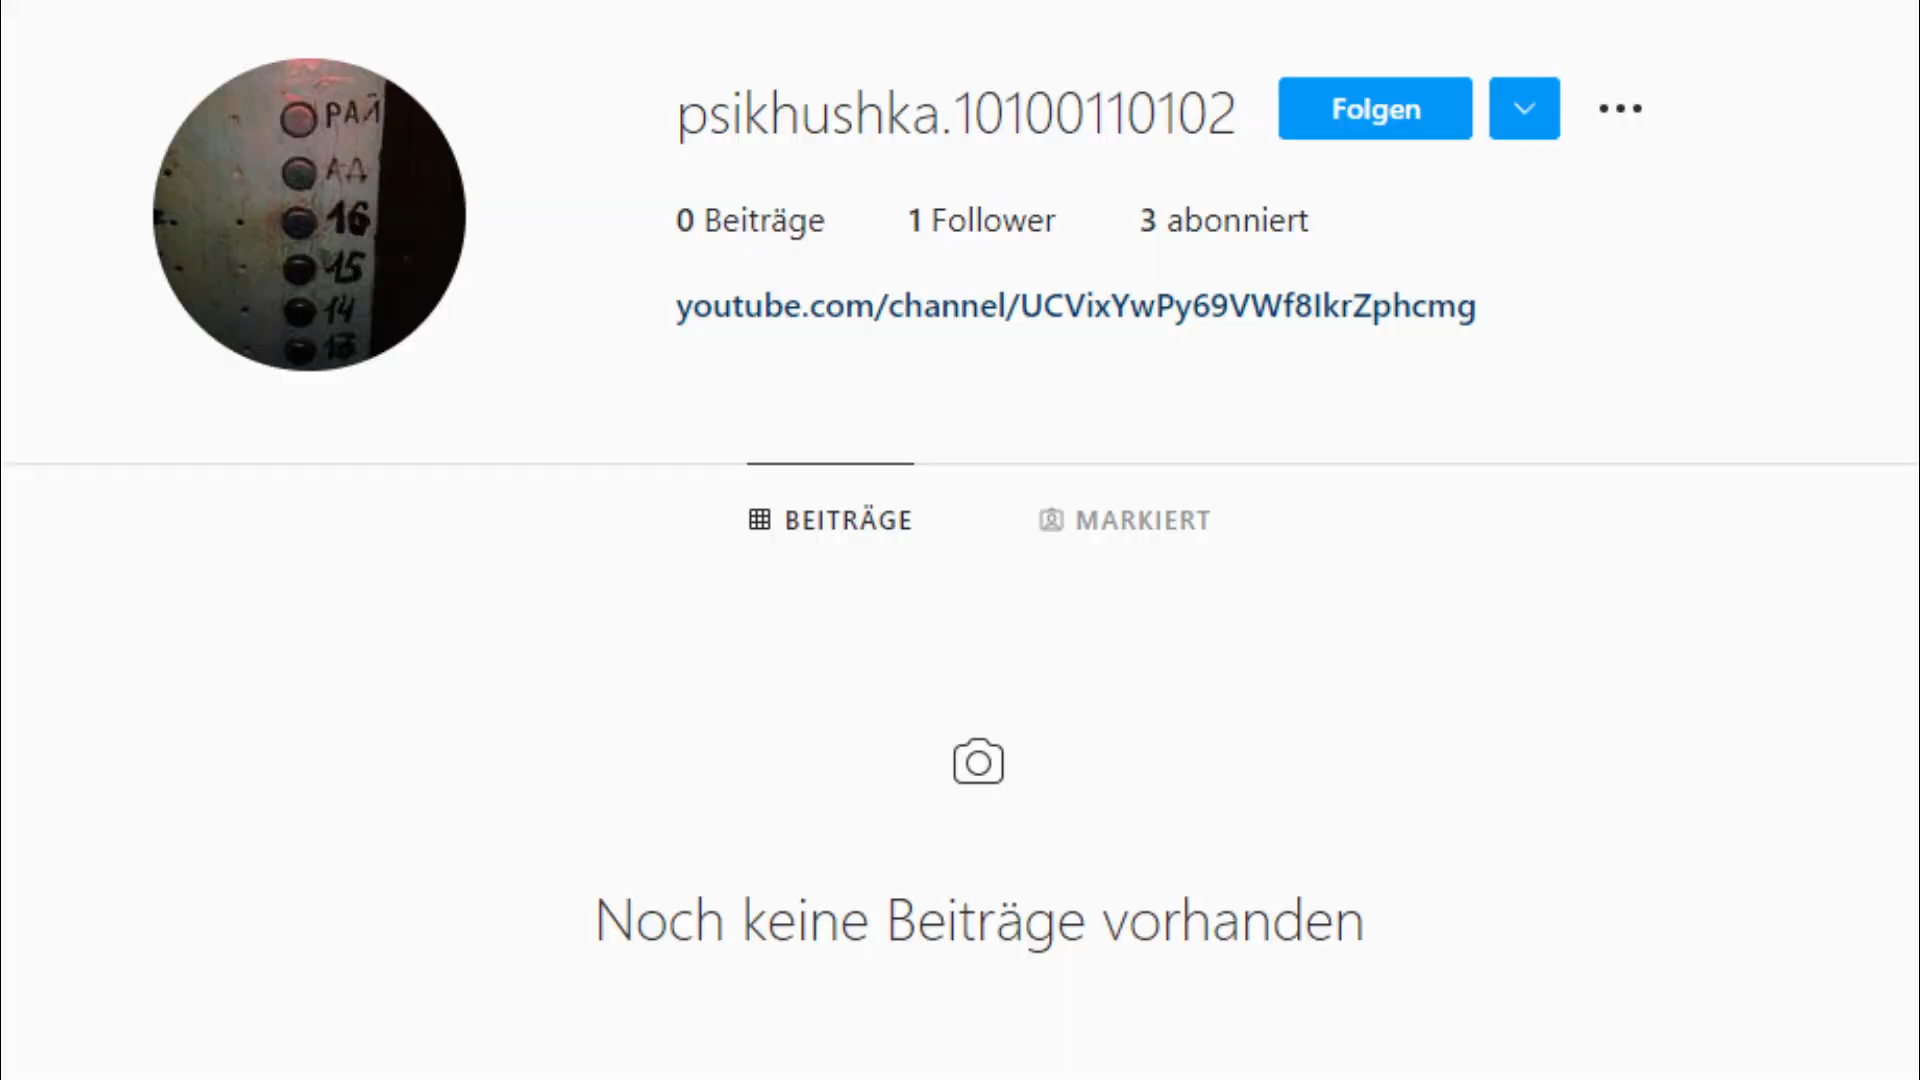 РАЙ
АД
16
15
14
13
psikhushka.10100110102
Folgen
0 Beiträge 1 Follower 3 abonniert
youtube.com/channel/UCVixYwPy69VWf8IkrZphcmg
BEITRÄGE MARKIERT
Noch keine Beiträge vorhanden